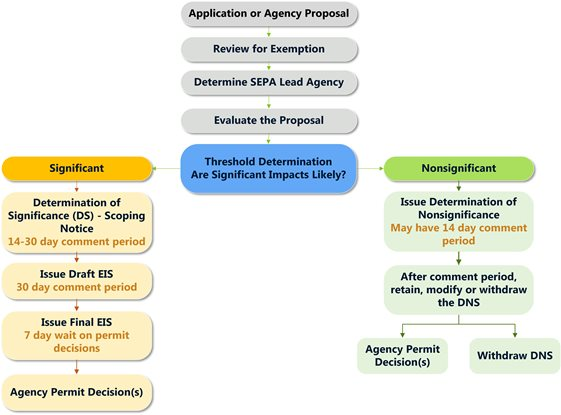 Application or Agency Proposal
Review for Exemption
Determine SEPA Lead Agency
Evaluate the Proposal
Threshold Determination
Are Significant Impacts Likely?
Significant
Determination of
Significance (DS) - Scoping
Notice
14-30 day comment period
Issue Draft EIS
30 day comment period
Issue Final EIS
7 day wait on permit
decisions
Agency Permit Decision(s)
Nonsignificant
Issue Determination of
Nonsignificance
May have 14 day comment
period
After comment period,
retain, modify or withdraw
the DNS
Agency Permit
Decision(s)
Withdraw DNS